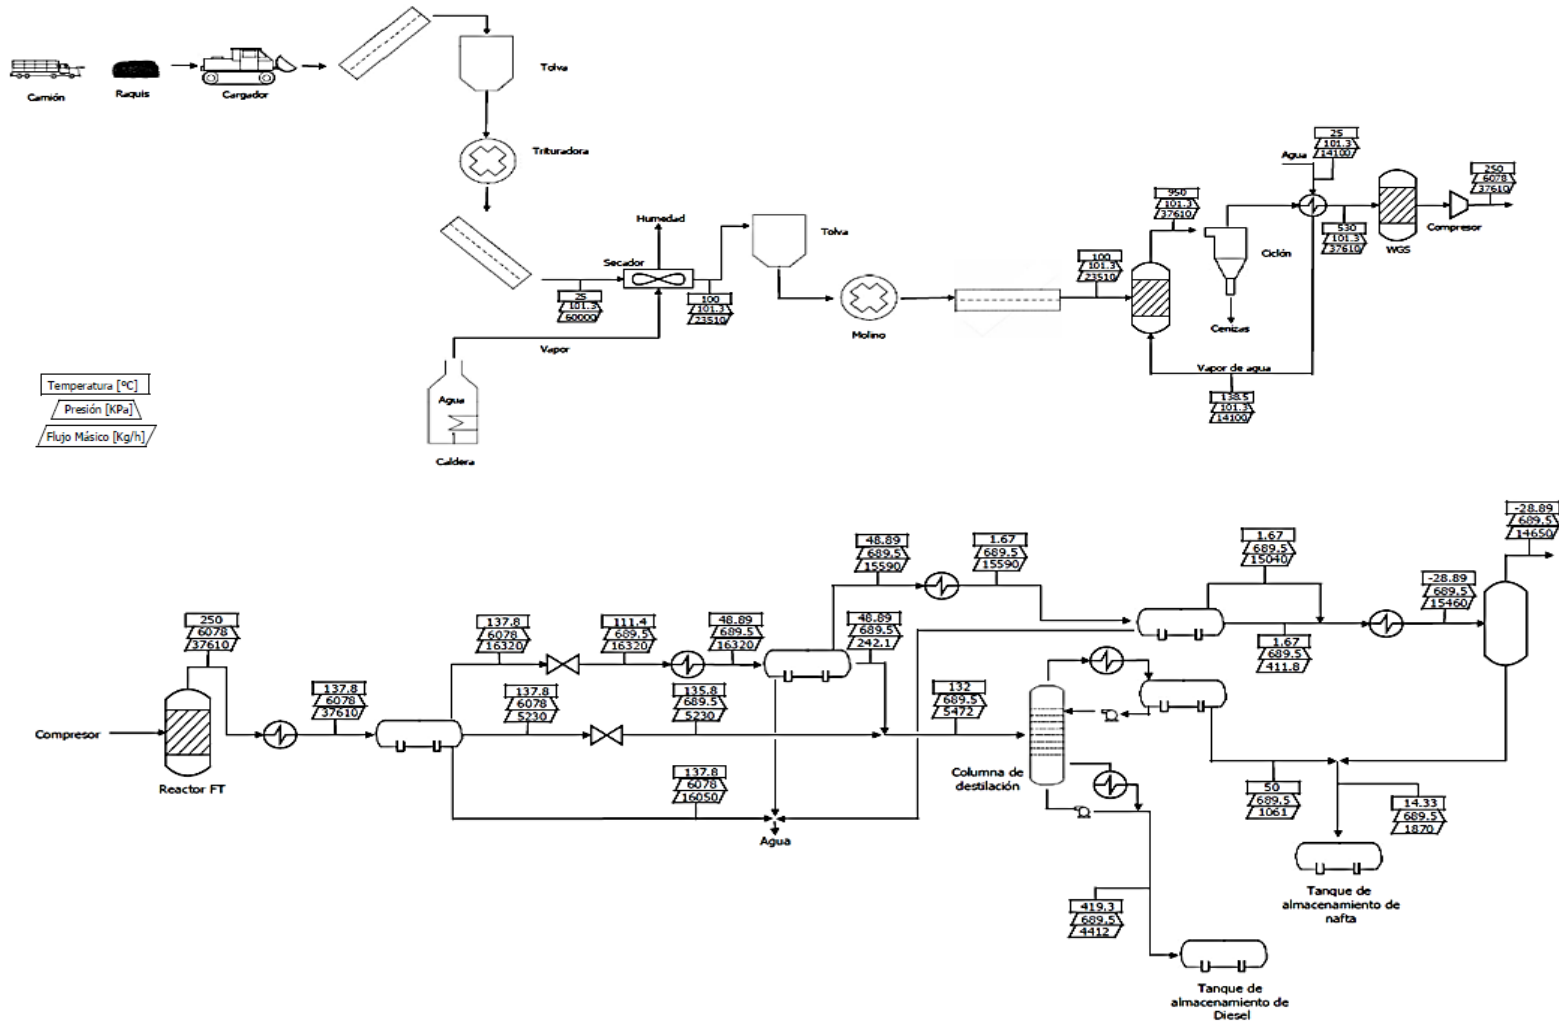 Camión
Raquis
Cargador
Tolva
Trituradora
Humedad
Secador
25
101.3
60000
100
101.3
23510
Vapor
Agua
Caldera
Temperatura [ºC]
Presión [KPa]
Flujo Másico [Kg/h]
Tolva
Molino
100
101.3
23510
950
101.3
37610
Ciclón
Cenizas
Vapor de agua
138.5
101.3
14100
Agua
25
101.3
14100
530
101.3
37610
WGS
Compresor
250
6078
37610
Compresor
Reactor FT
250
6078
37610
137.8
6078
37610
137.8
6078
16320
111.4
689.5
16320
48.89
689.5
16320
137.8
6078
5230
135.8
689.5
5230
137.8
6078
16050
Agua
48.89
689.5
15590
1.67
689.5
15590
48.89
689.5
242.1
132
689.5
5472
Columna de
destilación
1.67
689.5
15040
1.67
689.5
411.8
-28.89
689.5
15460
-28.89
689.5
14650
50
689.5
1061
14.33
689.5
1870
Tanque de
almacenamiento de
nafta
419.3
689.5
4412
Tanque de
almacenamiento de
Diesel